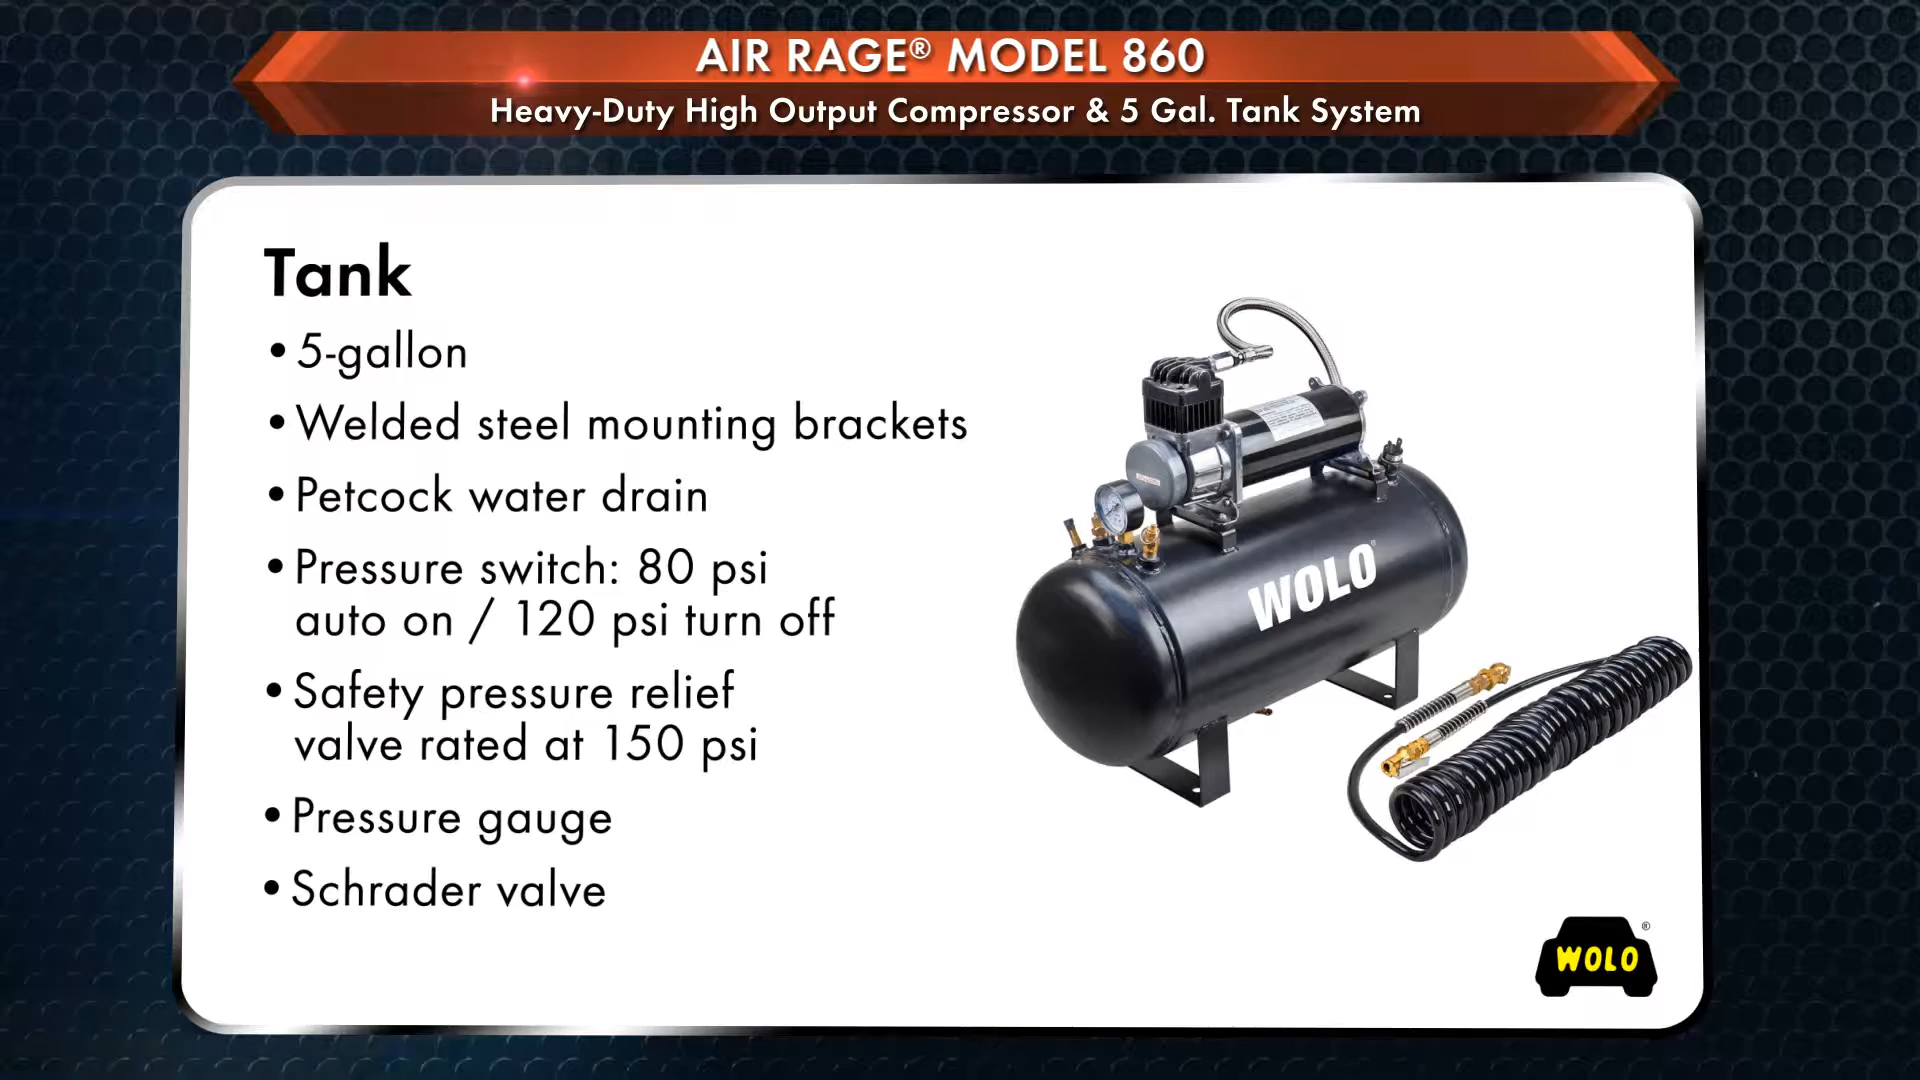 AIR RAGE® MODEL 860
Heavy-Duty High Output Compressor & 5 Gal. Tank System
Tank
•5-gallon
•Welded steel mounting brackets
•Petcock water drain
•Pressure switch: 80 psi
auto on / 120 psi turn off
•Safety pressure relief
valve rated at 150 psi
•Pressure gauge
•Schrader valve
WOLO®
WOLO®